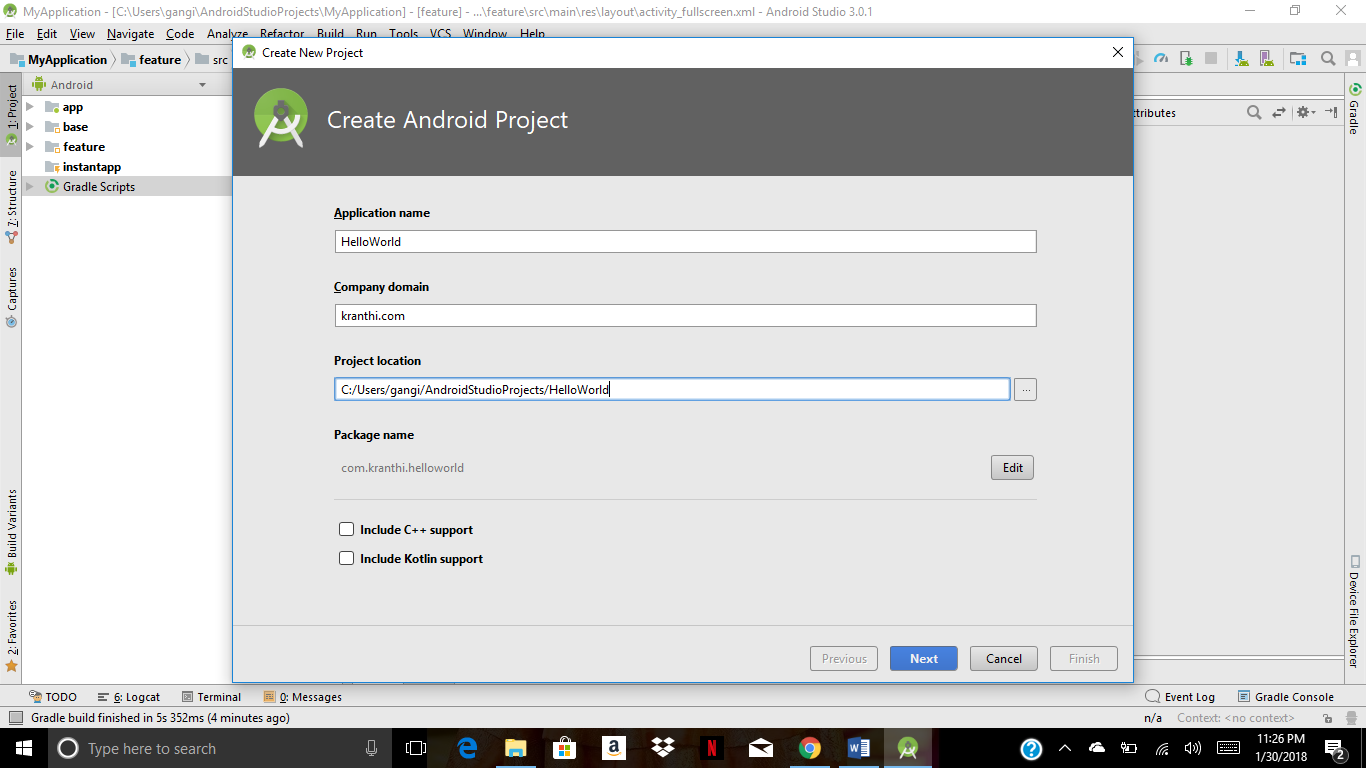 MyApplication - [C:\Users\gangi\AndroidStudioProjects\MyApplication] - [feature] - ...\feature\src\main\res\layout\activity_fullscreen.xml - Android Studio 3.0.1
File Edit View Navigate Code Analyze Refactor Build Run Tools VCS Window Help
MyApplication feature src
Create New Project
Create Android Project
1: Project
7: Structure
Captures
Build Variants
2: Favorites
Android
app
base
feature
instantapp
Gradle Scripts
Application name
HelloWorld
Company domain
kranthi.com
Project location
C:/Users/gangi/AndroidStudioProjects/HelloWorld
...
Package name
com.kranthi.helloworld
Edit
Include C++ support
Include Kotlin support
Previous Next Cancel Finish
ttributes
Gradle
Device File Explorer
TODO 6: Logcat Terminal 0: Messages Event Log Gradle Console
Gradle build finished in 5s 352ms (4 minutes ago) n/a Context: <no context>
Type here to search
a
N
W
?
11:26 PM
1/30/2018
2